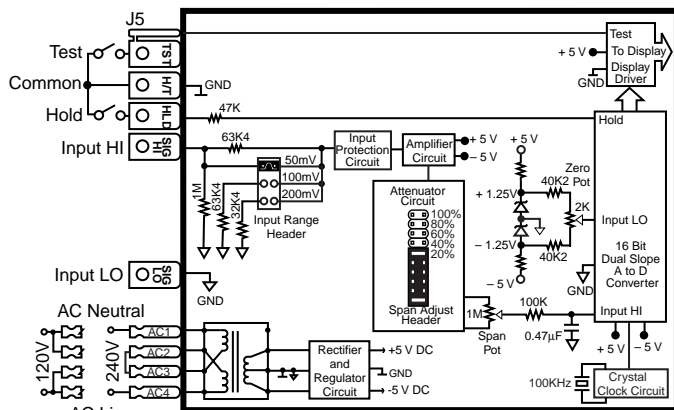 J5
Test
TST
Common
H/T
GND
Hold
HLD
47K
Input HI
SIG HI
63K4
1M
63K4
32K4
50mV
100mV
200mV
Input Range
Header
Input
Protection
Circuit
Amplifier
Circuit
+ 5 V
– 5 V
Attenuator
Circuit
100%
80%
60%
40%
20%
Span Adjust
Header
1M
Span
Pot
100K
0.47µF
+ 5 V
+ 1.25V
– 1.25V
– 5 V
40K2
40K2
Zero
Pot
2K
Test
To Display
Display
Driver
+ 5 V
GND
Hold
Input LO
16 Bit
Dual Slope
A to D
Converter
GND
Input HI
+ 5 V
– 5 V
100KHz
Crystal
Clock Circuit
Input LO
SIG LO
GND
AC Neutral
120V
240V
AC1
AC2
AC3
AC4
Rectifier
and
Regulator
Circuit
+5 V DC
GND
-5 V DC